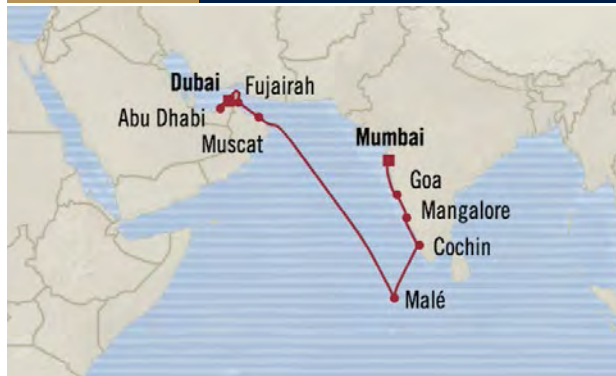 Dubai
Fujairah
Abu Dhabi
Muscat
Mumbai
Goa
Mangalore
Cochin
Malé